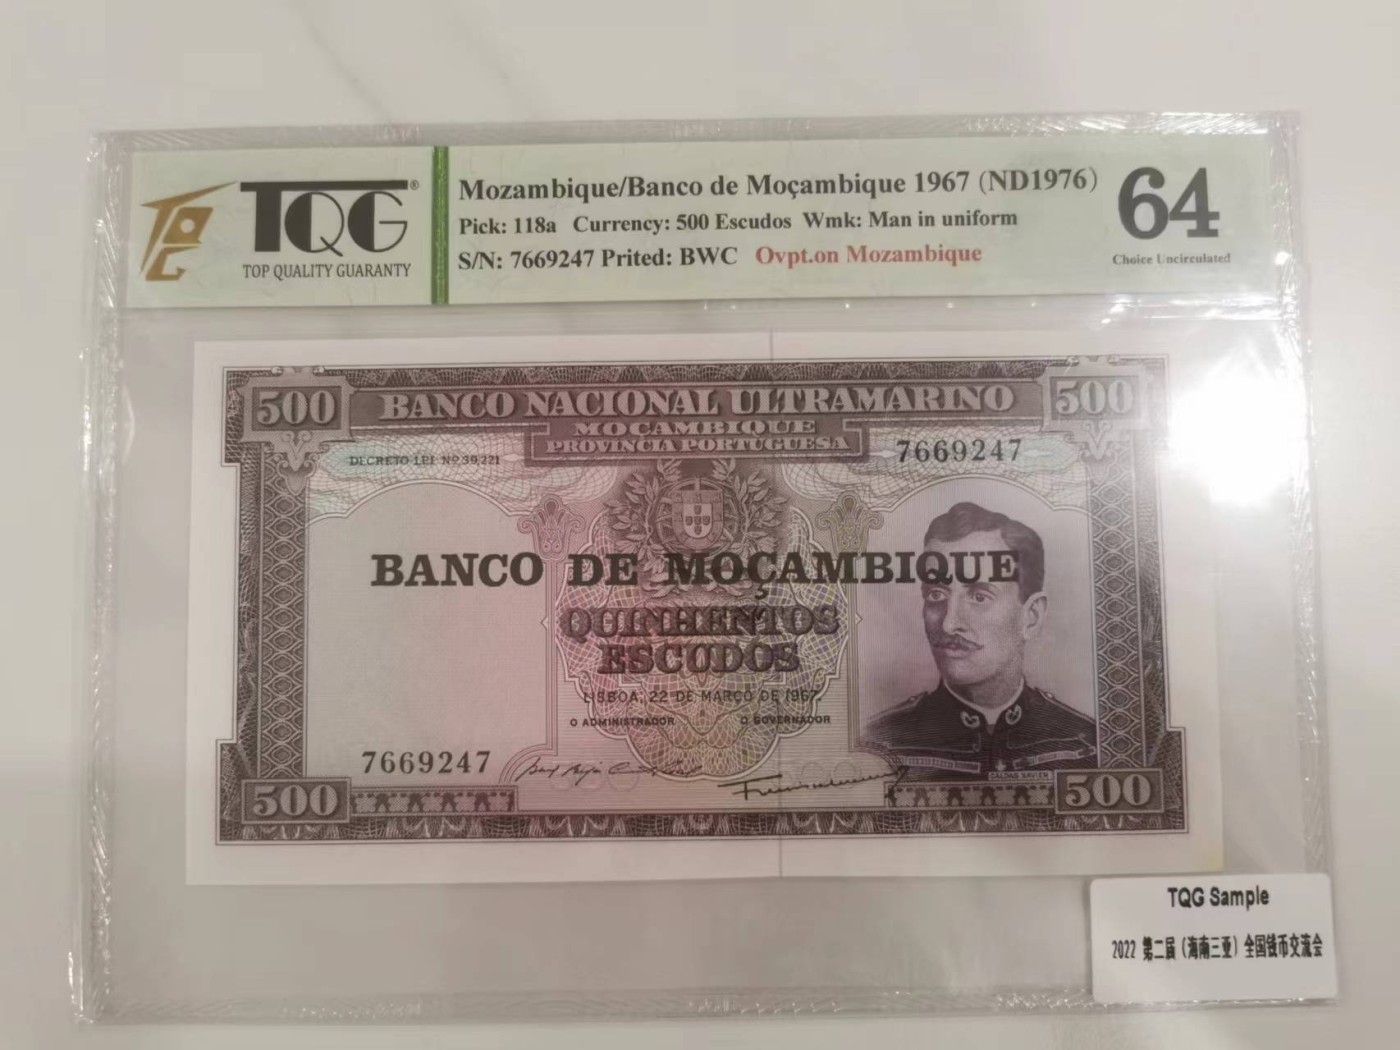 TQG®
TOP QUALITY GUARANTY
Mozambique/Banco de Moçambique 1967 (ND1976)
Pick: 118a Currency: 500 Escudos Wmk: Man in uniform
S/N: 7669247 Prited: BWC Ovpt.on Mozambique
64
Choice Uncirculated
500 BANCO NACIONAL ULTRAMARINO 500
MOÇAMBIQUE
PROVINCIA PORTUGUESA
DECRETO-LEI Nº 39.221
7669247
BANCO DE MOÇAMBIQUE
QUINHENTOS
ESCUDOS
LISBOA, 22 DE MARÇO DE 1967.
O ADMINISTRADOR O GOVERNADOR
7669247
CALDAS XAVIER
500 500
TQG Sample
2022 第二届（海南三亚）全国钱币交流会